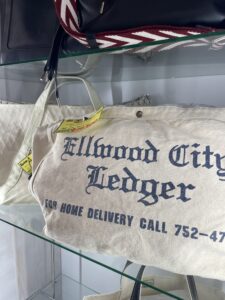 Ellwood City
Ledger
FOR HOME DELIVERY CALL 752-47